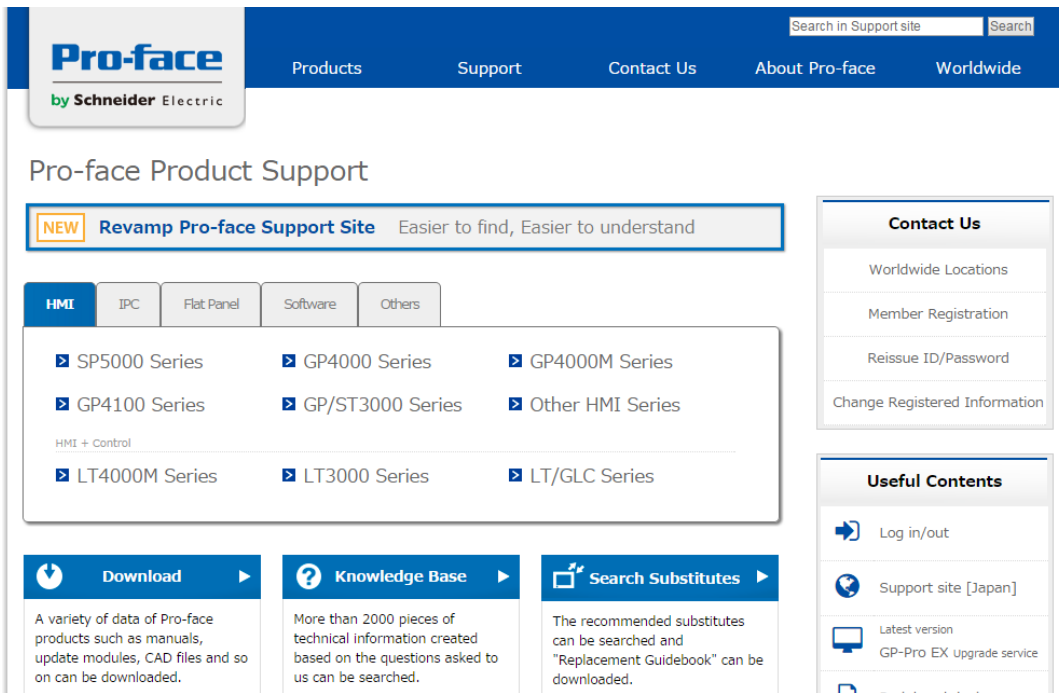 Search in Support site Search
Pro-face
by Schneider Electric
Products Support Contact Us About Pro-face Worldwide
Pro-face Product Support
NEW Revamp Pro-face Support Site Easier to find, Easier to understand
HMI IPC Flat Panel Software Others
SP5000 Series GP4000 Series GP4000M Series
GP4100 Series GP/ST3000 Series Other HMI Series
HMI + Control
LT4000M Series LT3000 Series LT/GLC Series
Contact Us
Worldwide Locations
Member Registration
Reissue ID/Password
Change Registered Information
Useful Contents
Log in/out
Support site [Japan]
Latest version
GP-Pro EX Upgrade service
Download
A variety of data of Pro-face
products such as manuals,
update modules, CAD files and so
on can be downloaded.
Knowledge Base
More than 2000 pieces of
technical information created
based on the questions asked to
us can be searched.
Search Substitutes
The recommended substitutes
can be searched and
"Replacement Guidebook" can be
downloaded.